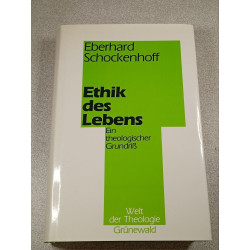 Eberhard
Schockenhoff
Ethik
des
Lebens
Ein
theologischer
Grundriß
Welt
der Theologie
Grünewald